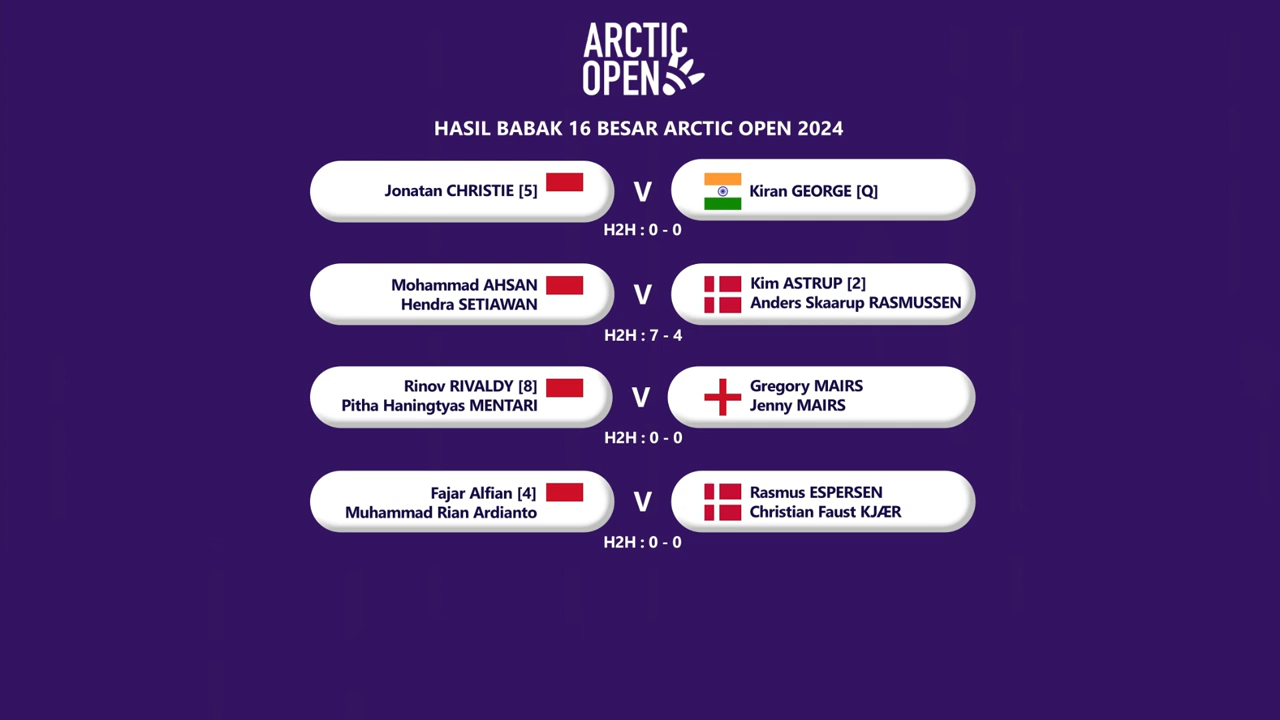 ARCTIC
OPEN
HASIL BABAK 16 BESAR ARCTIC OPEN 2024
Jonatan CHRISTIE [5]
V
Kiran GEORGE [Q]
H2H : 0 - 0
Mohammad AHSAN
Hendra SETIAWAN
V
Kim ASTRUP [2]
Anders Skaarup RASMUSSEN
H2H : 7 - 4
Rinov RIVALDY [8]
Pitha Haningtyas MENTARI
V
Gregory MAIRS
Jenny MAIRS
H2H : 0 - 0
Fajar Alfian [4]
Muhammad Rian Ardianto
V
Rasmus ESPERSEN
Christian Faust KJÆR
H2H : 0 - 0